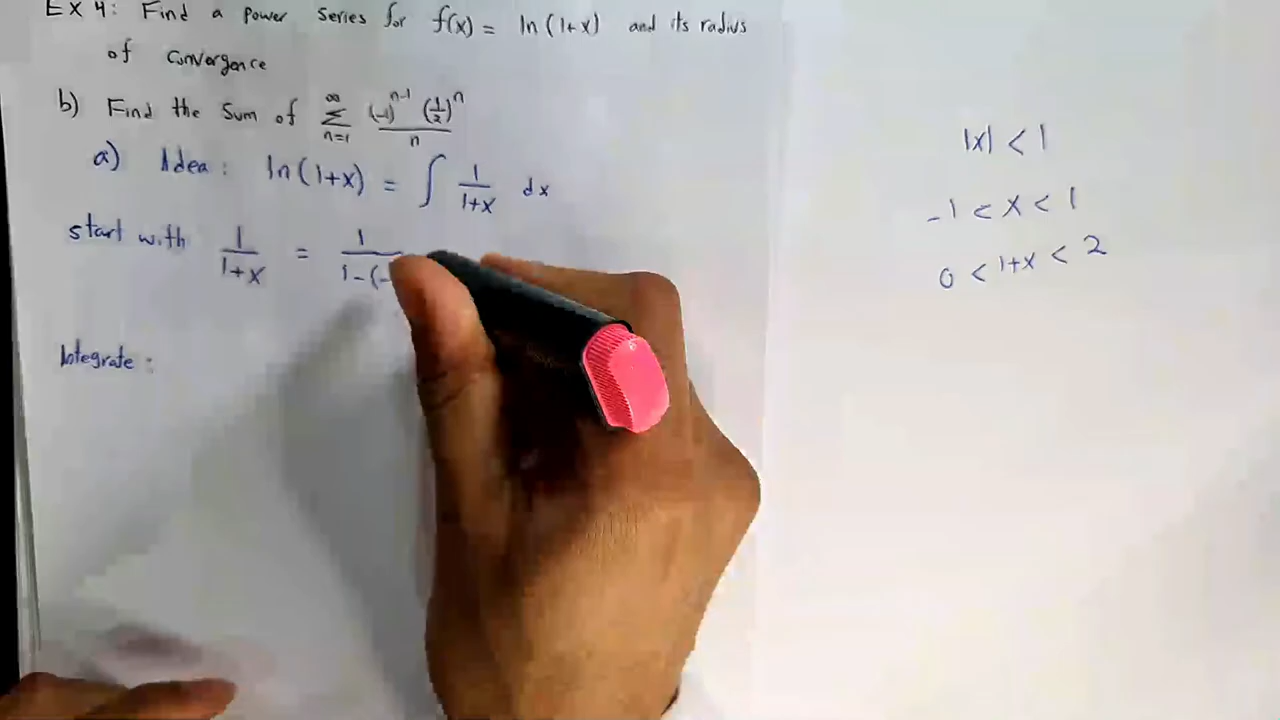 Ex 4: Find a power series for f(x) = ln(1+x) and its radius
of convergence
b) Find the sum of ∑_{n=1}^{∞} (-1)^{n-1} (1/2)^n / n
a) Idea: ln(1+x) = ∫ 1/(1+x) dx
start with 1/(1+x) = 1/(1-(-
Integrate:
|x| < 1
-1 < x < 1
0 < 1+x < 2